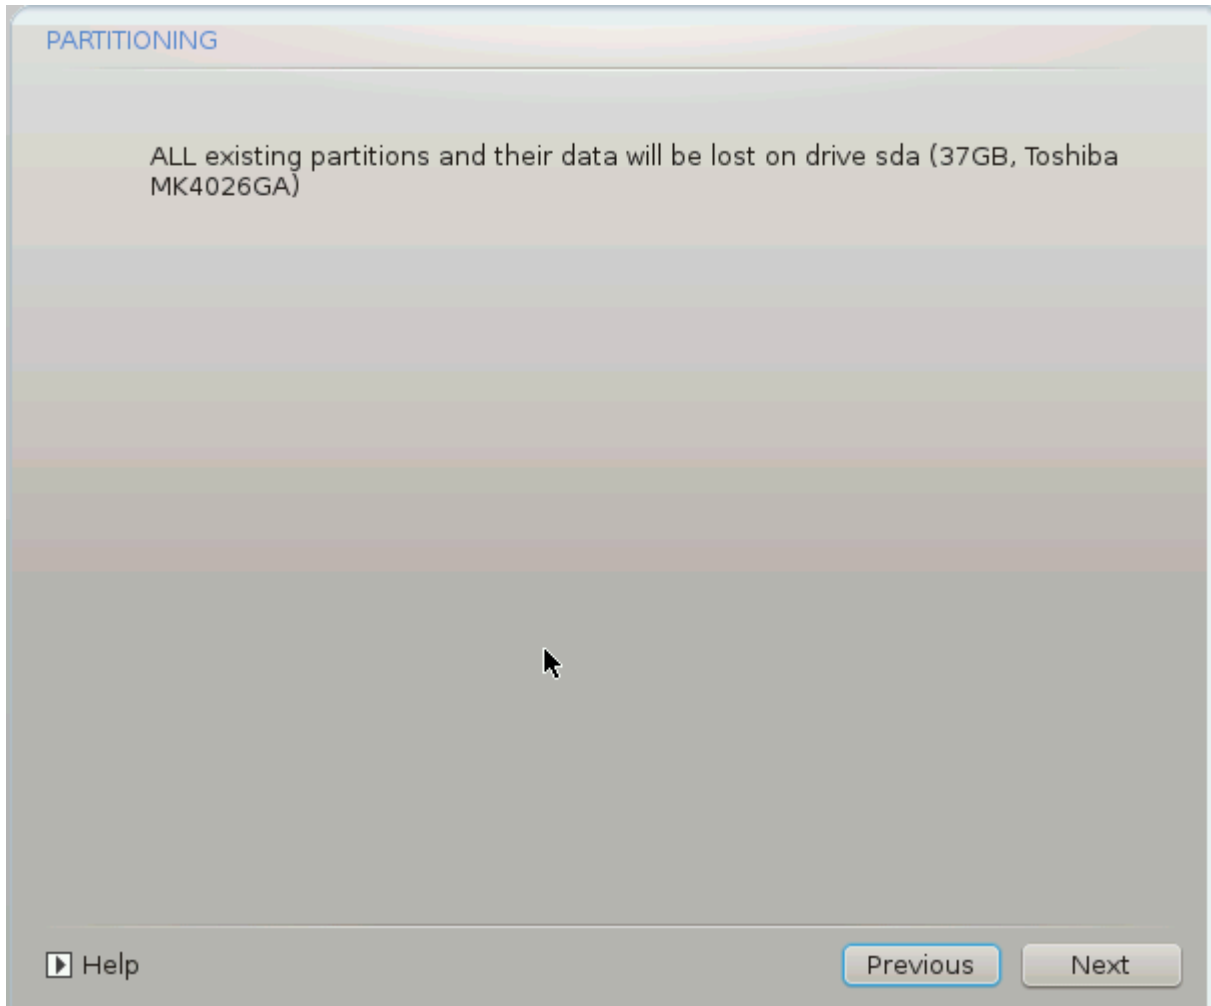 PARTITIONING
ALL existing partitions and their data will be lost on drive sda (37GB, Toshiba
MK4026GA)
Help
Previous
Next